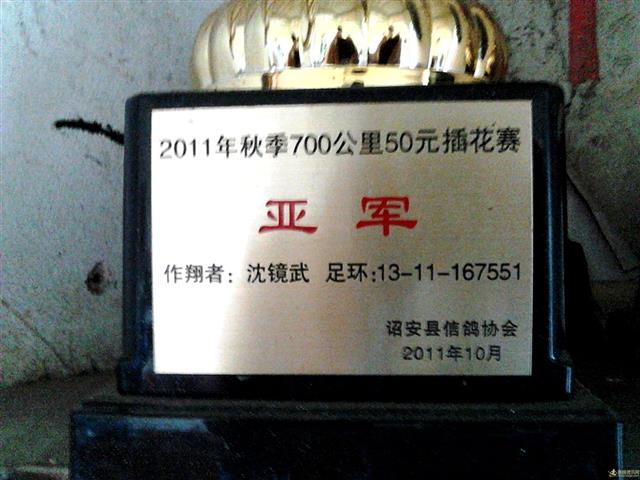 2011年秋季700公里50元插花赛
亚军
作翔者：沈镜武 足环:13-11-167551
诏安县信鸽协会
2011年10月